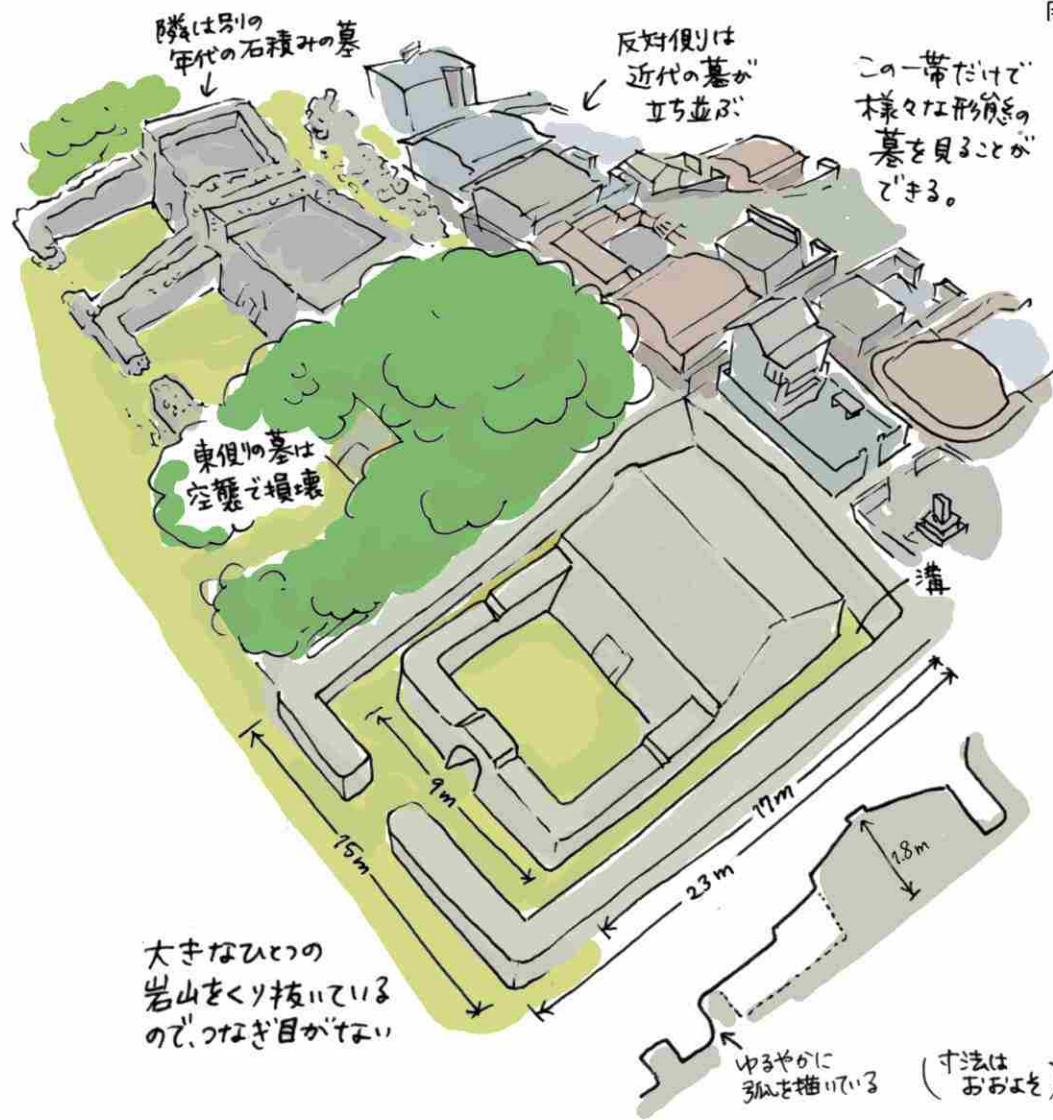 隣は別の
年代の石積みの墓
反対側は
近代の墓が
立ち並ぶ
この一帯だけで
様々な形態の
墓を見ることが
できる。
東側の墓は
空襲で損壊
溝
9m
15m
17m
23m
1.8m
大きなひとつの
岩山をくり抜いている
ので、つなぎ目がない
ゆるやかに
弧を描いている
(寸法は
おおよそ)